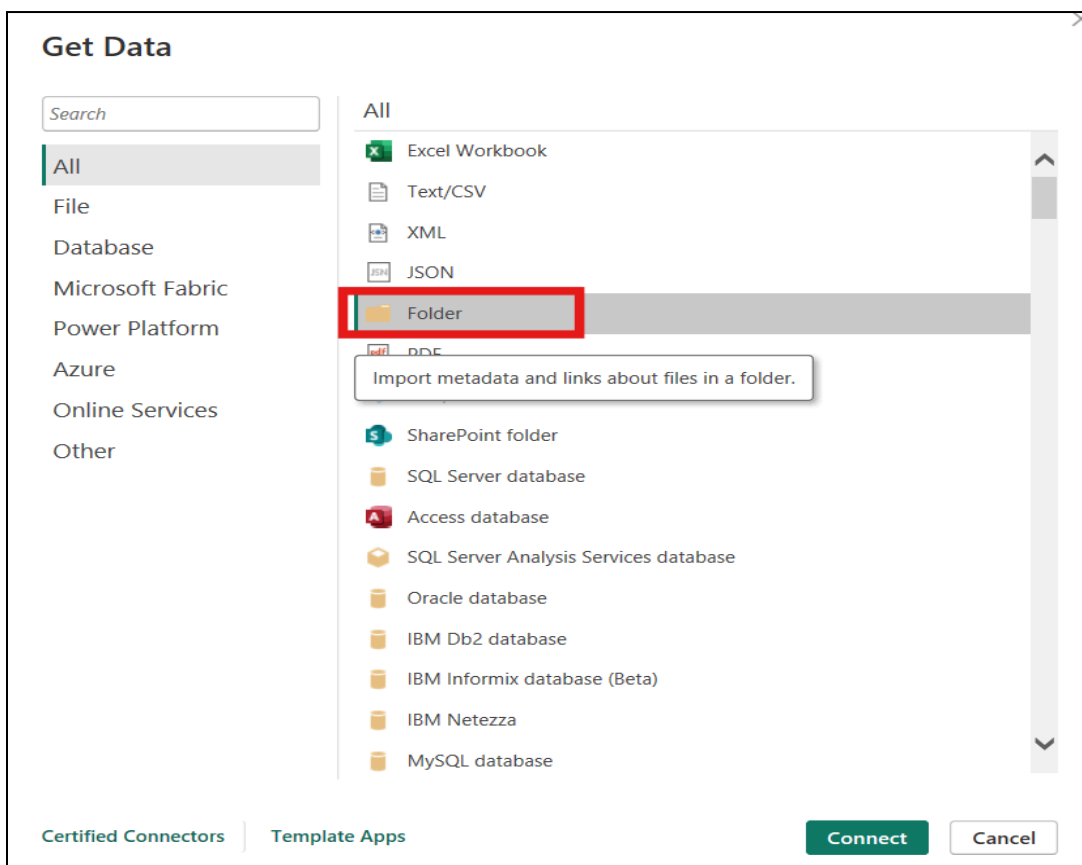 Get Data
Search
All
File
Database
Microsoft Fabric
Power Platform
Azure
Online Services
Other
All
Excel Workbook
Text/CSV
XML
JSON
Folder
PDF
Import metadata and links about files in a folder.
SharePoint folder
SQL Server database
Access database
SQL Server Analysis Services database
Oracle database
IBM Db2 database
IBM Informix database (Beta)
IBM Netezza
MySQL database
Certified Connectors
Template Apps
Connect
Cancel